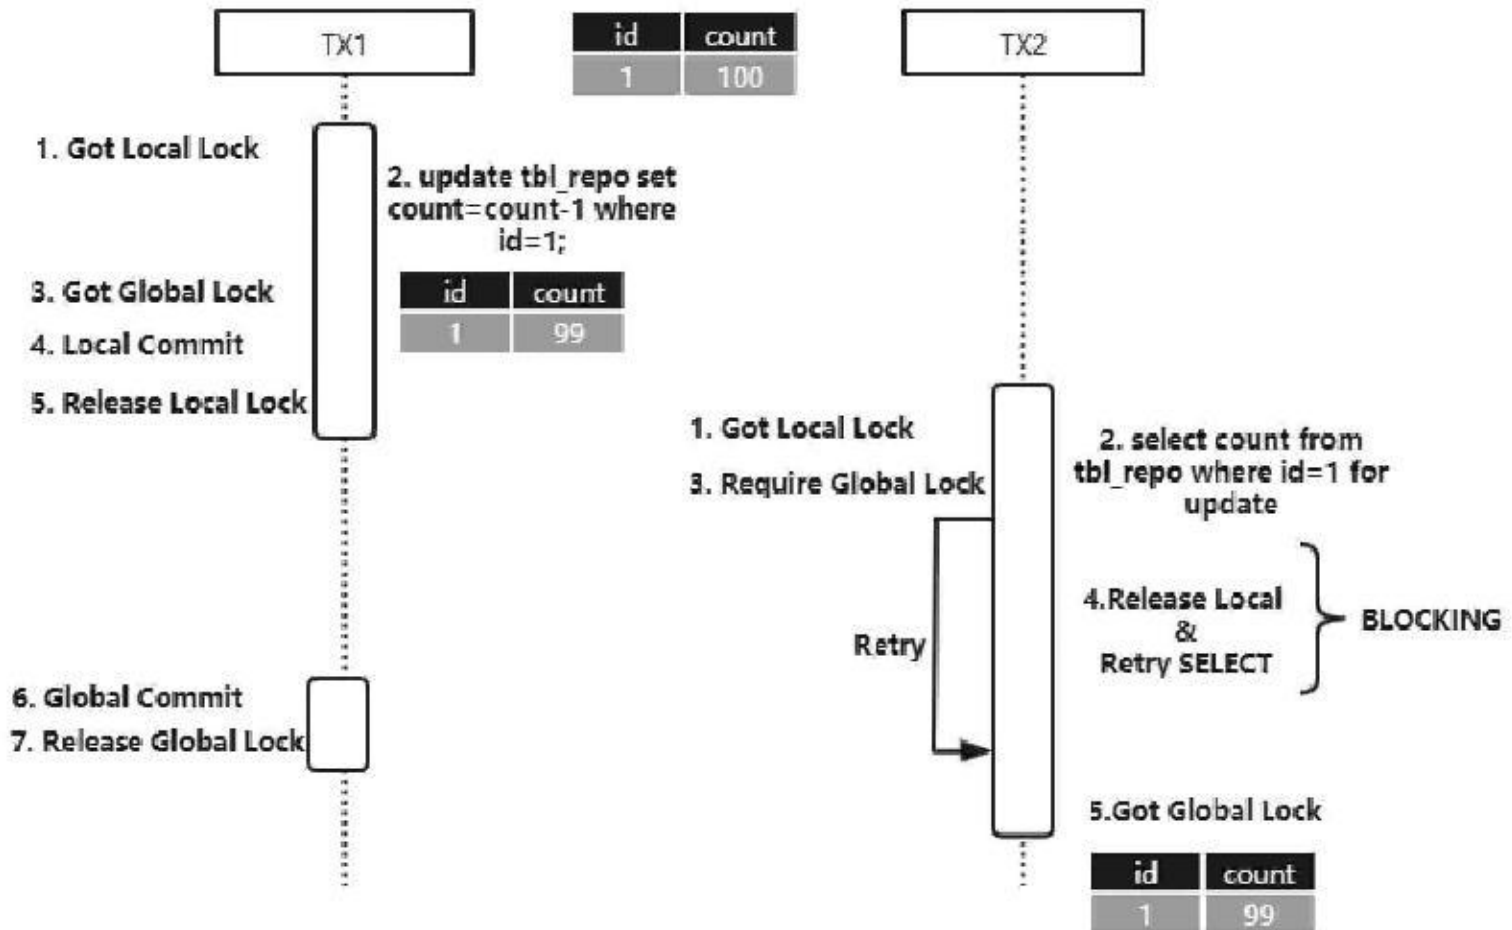 TX1
id count
1 100
TX2
1. Got Local Lock
2. update tbl_repo set
count=count-1 where
id=1;
3. Got Global Lock
id count
1 99
4. Local Commit
5. Release Local Lock
1. Got Local Lock
2. select count from
tbl_repo where id=1 for
update
3. Require Global Lock
4.Release Local
&
Retry SELECT
BLOCKING
Retry
6. Global Commit
7. Release Global Lock
5.Got Global Lock
id count
1 99